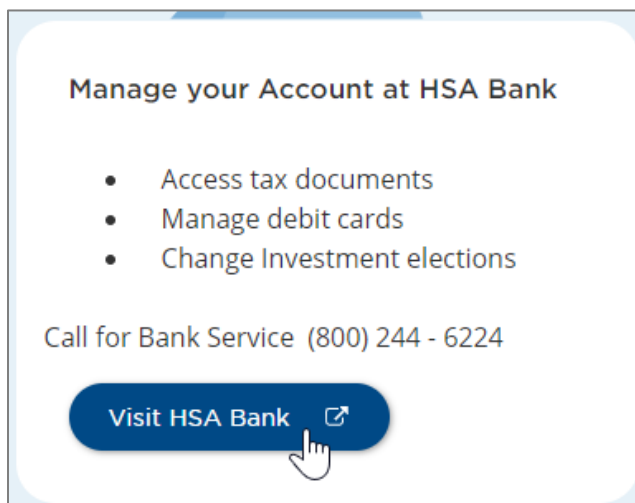 Manage your Account at HSA Bank
• Access tax documents
• Manage debit cards
• Change Investment elections
Call for Bank Service (800) 244 - 6224
Visit HSA Bank